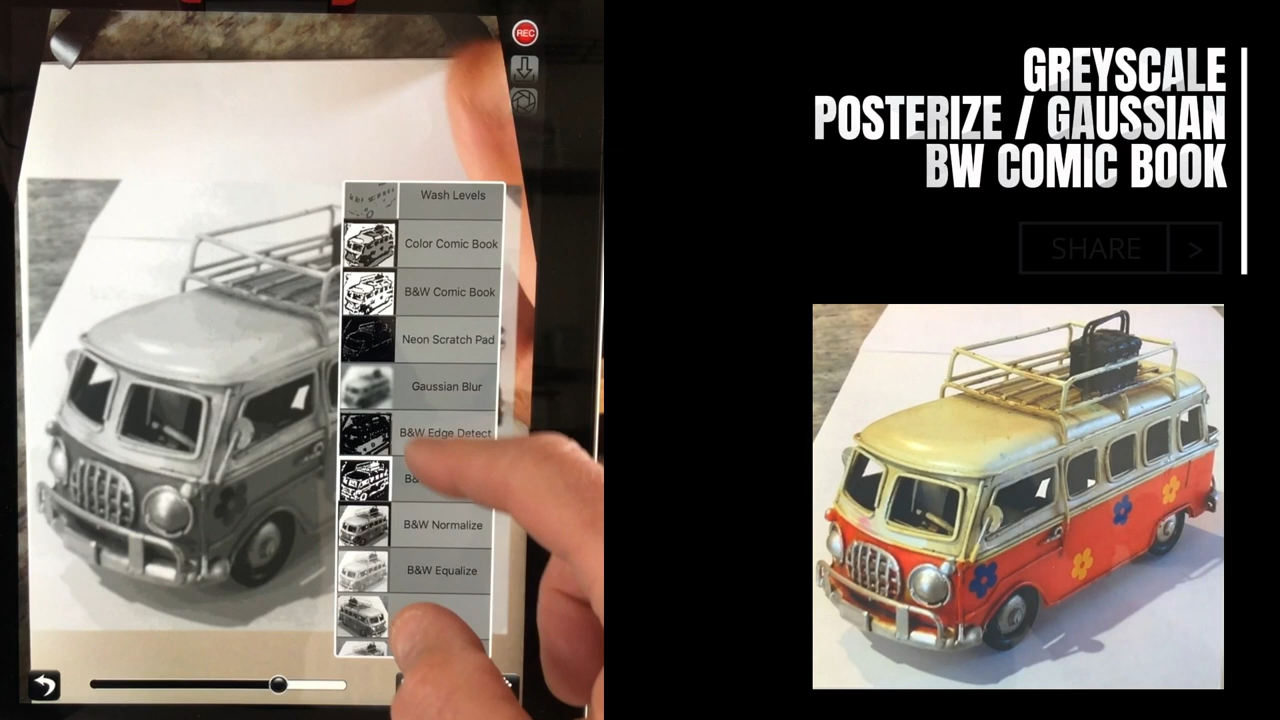 REC
Wash Levels
Color Comic Book
B&W Comic Book
Neon Scratch Pad
Gaussian Blur
B&W Edge Detect
B&W Normalize
B&W Equalize
GREYSCALE
POSTERIZE / GAUSSIAN
BW COMIC BOOK
SHARE >